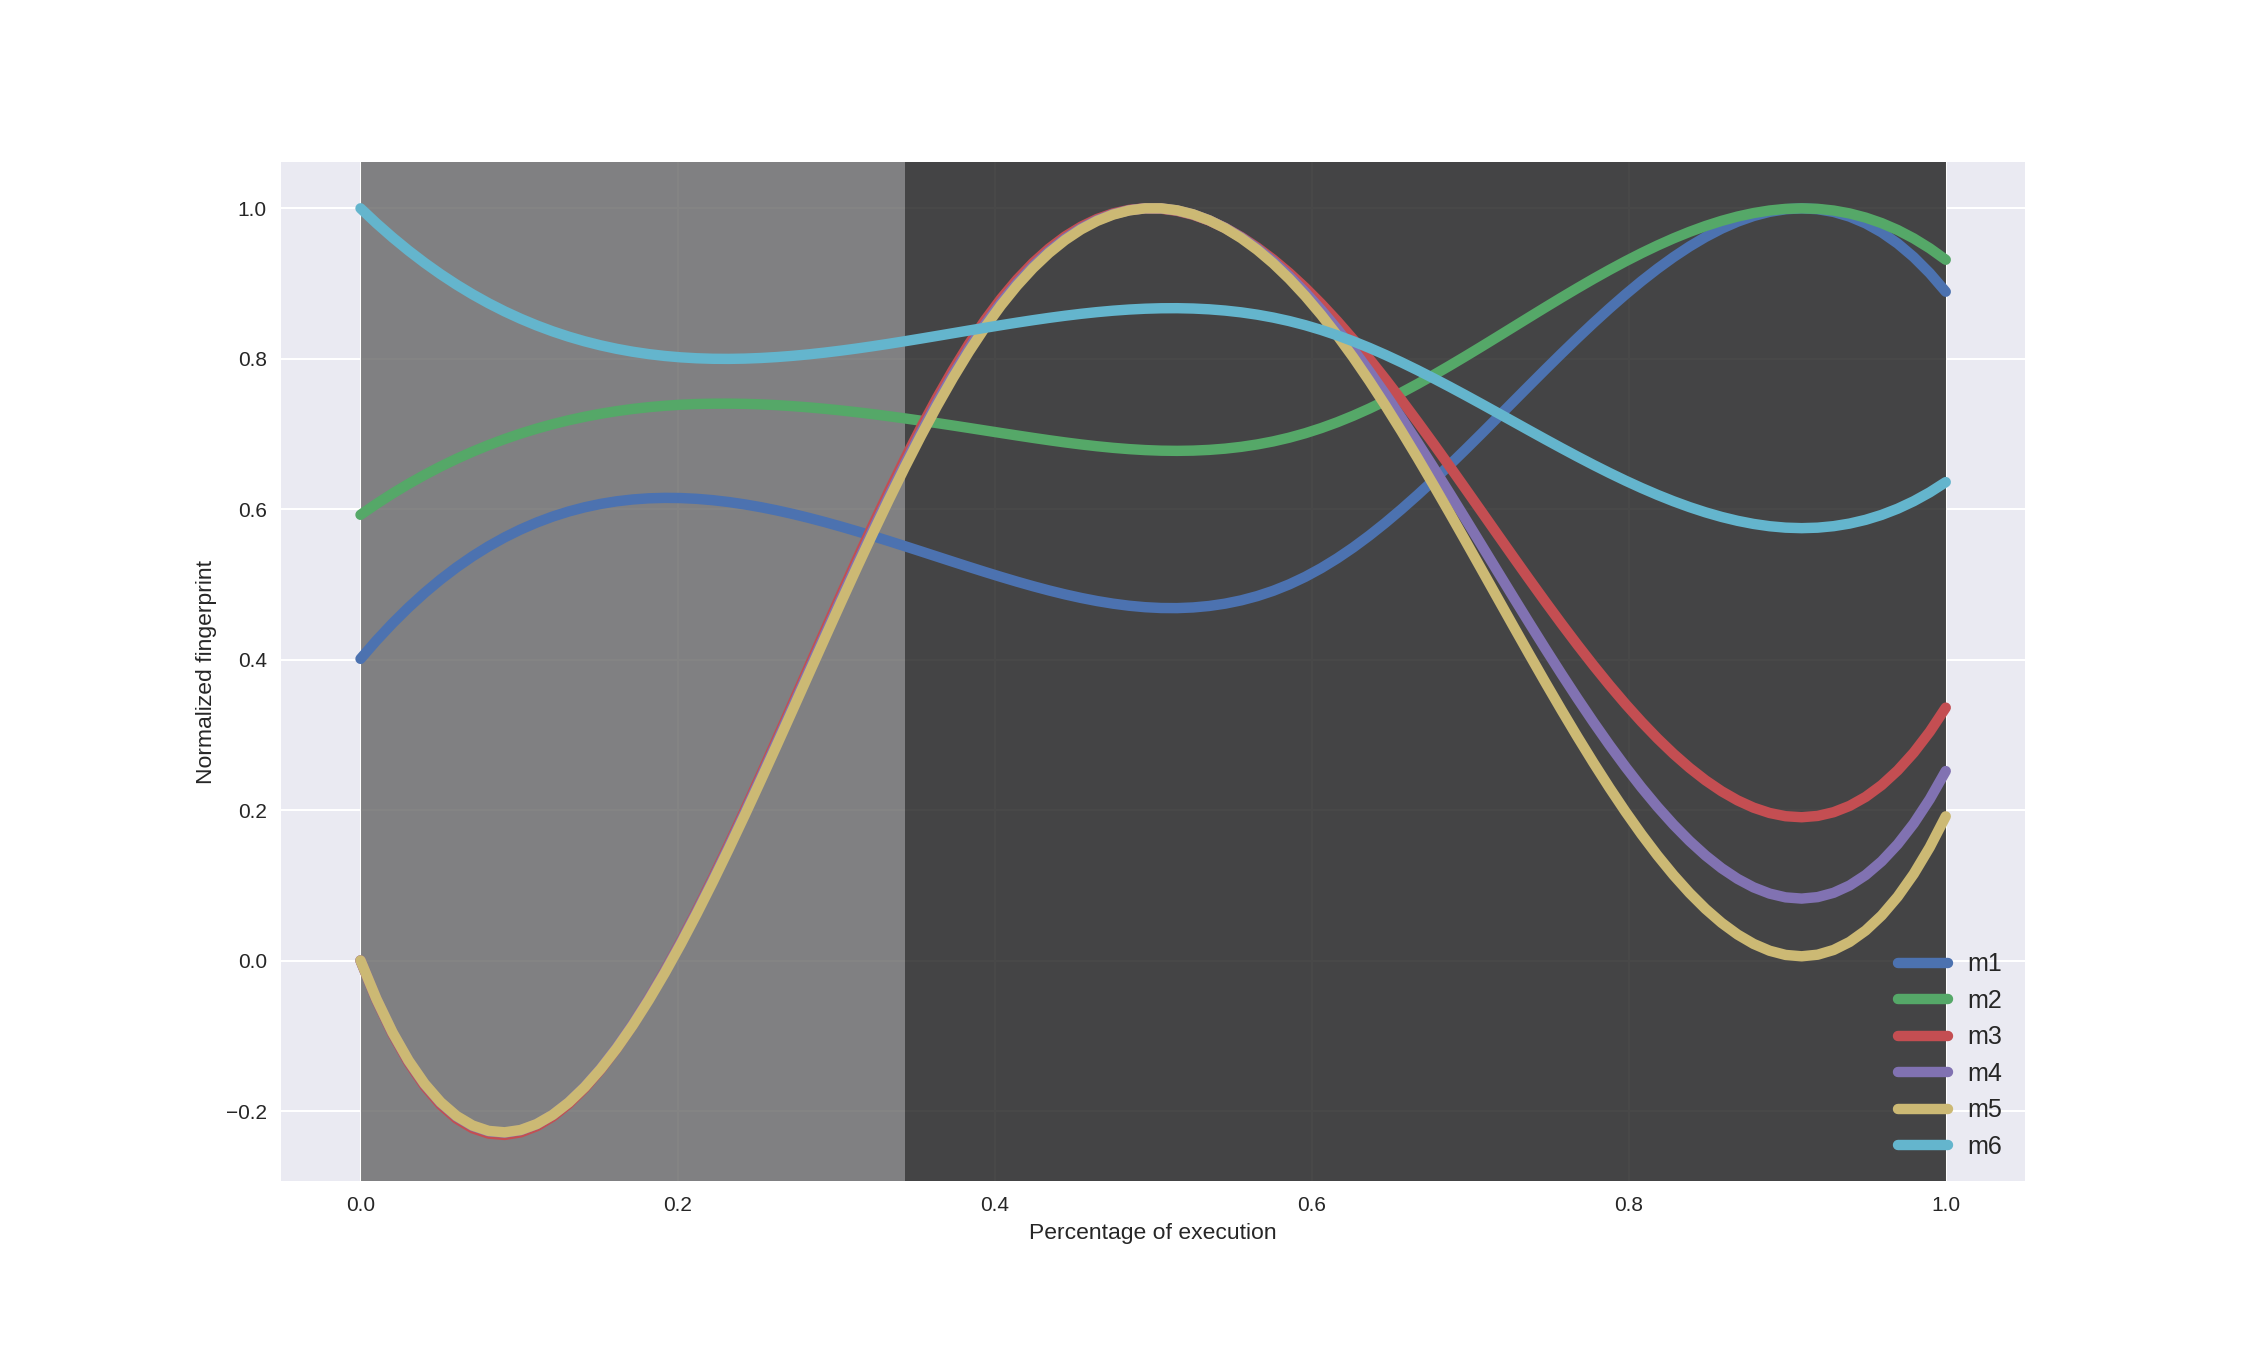 1.0
0.8
0.6
0.4
0.2
0.0
−0.2
Normalized fingerprint
0.0 0.2 0.4 0.6 0.8 1.0
Percentage of execution
m1
m2
m3
m4
m5
m6